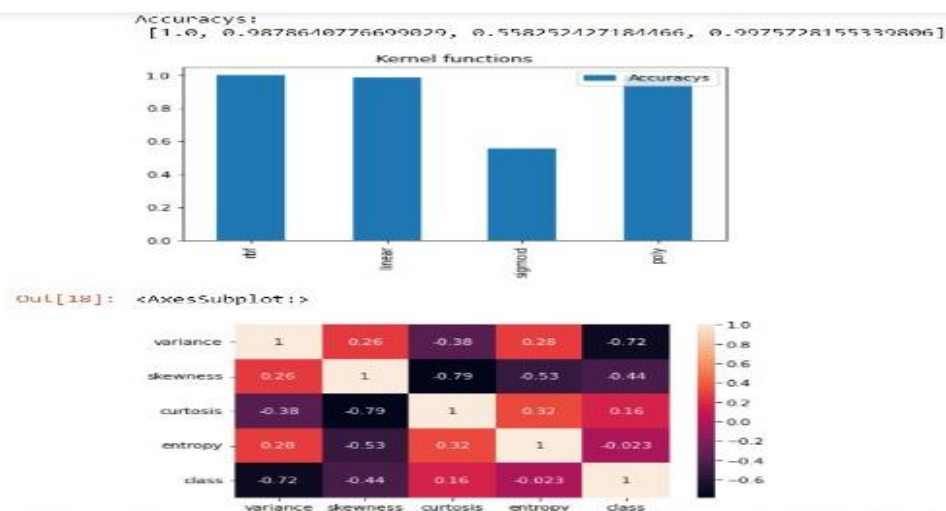 Accuracys:
[1.0, 0.9878640776699029, 0.558252427184466, 0.9975728155339806]
Kernel functions
1.0
Accuracys
0.8
0.6
0.4
0.2
0.0
rbf linear sigmoid poly
Out[18]: <AxesSubplot:>
variance 1 0.26 -0.38 0.28 -0.72
skewness 0.26 1 -0.79 -0.53 -0.44
curtosis -0.38 -0.79 1 0.32 0.16
entropy 0.28 -0.53 0.32 1 -0.023
class -0.72 -0.44 0.16 -0.023 1
variance skewness curtosis entropy class
1.0
0.8
0.6
0.4
0.2
0.0
-0.2
-0.4
-0.6